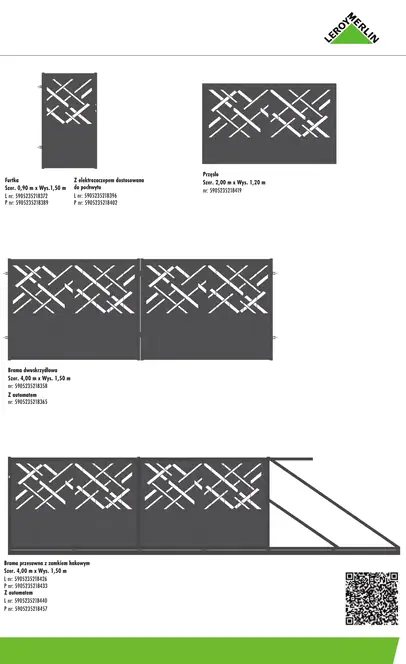 LEROY MERLIN
Furtka
Szer. 0,90 m x Wys.1,50 m
L nr: 5905235218372
P nr: 5905235218389
Z elektrozaczepem dostosowana
do pochwytu
L nr: 5905235218396
P nr: 5905235218402
Przęsło
Szer. 2,00 m x Wys. 1,20 m
nr: 5905235218419
Brama dwuskrzydłowa
Szer. 4,00 m x Wys. 1,50 m
nr: 5905235218358
Z automatem
nr: 5905235218365
Brama przesuwna z zamkiem hakowym
Szer. 4,00 m x Wys. 1,50 m
L nr: 5905235218426
P nr: 5905235218433
Z automatem
L nr: 5905235218440
P nr: 5905235218457